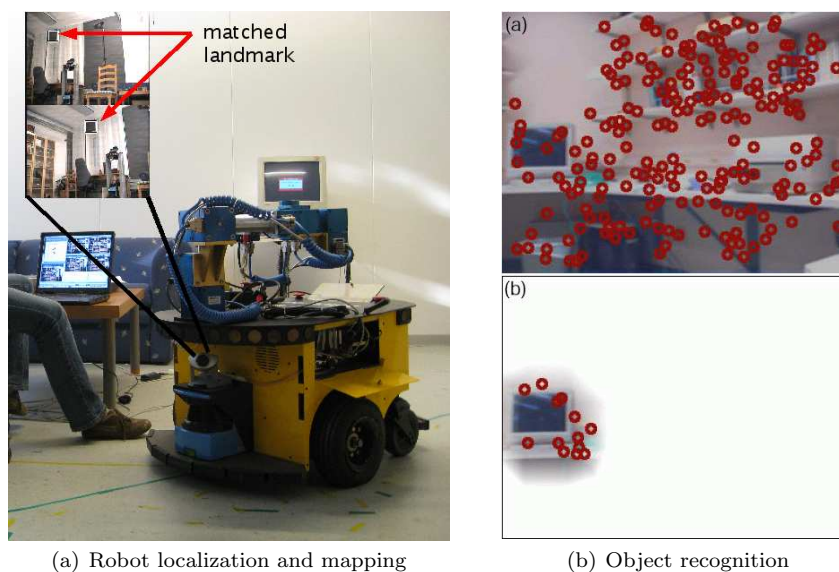 matched
landmark
(a)
(b)
(a) Robot localization and mapping
(b) Object recognition